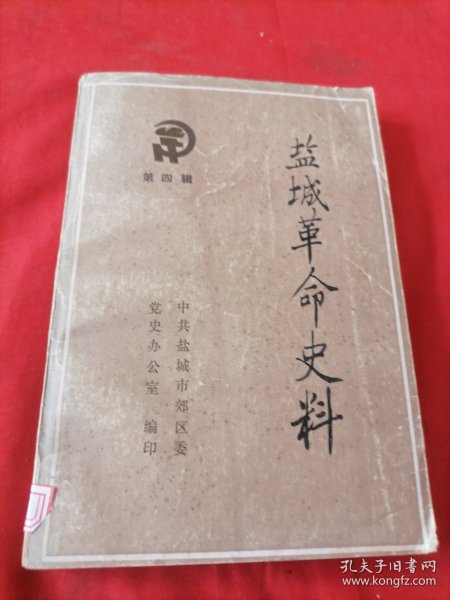 盐城革命史料
第四辑
中共盐城市郊区委
党史办公室 编印
孔夫子旧书网
www.kongfz.com